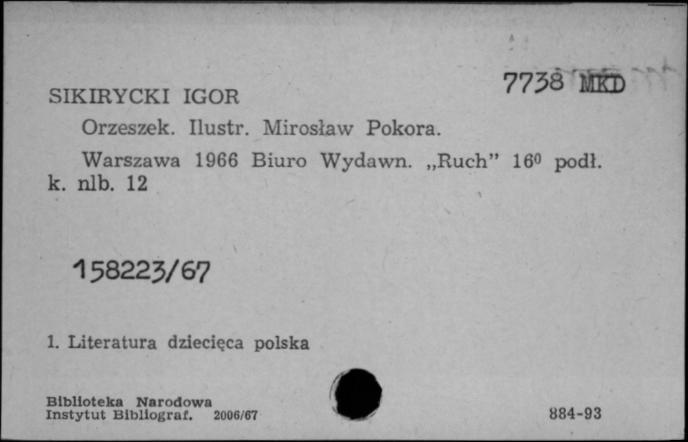 7738 MKD
SIKIRYCKI IGOR
Orzeszek. Ilustr. Mirosław Pokora.
Warszawa 1966 Biuro Wydawn. „Ruch” 16⁰ podł.
k. nlb. 12
158223/67
1. Literatura dziecięca polska
Biblioteka Narodowa
Instytut Bibliograf. 2006/67
884-93